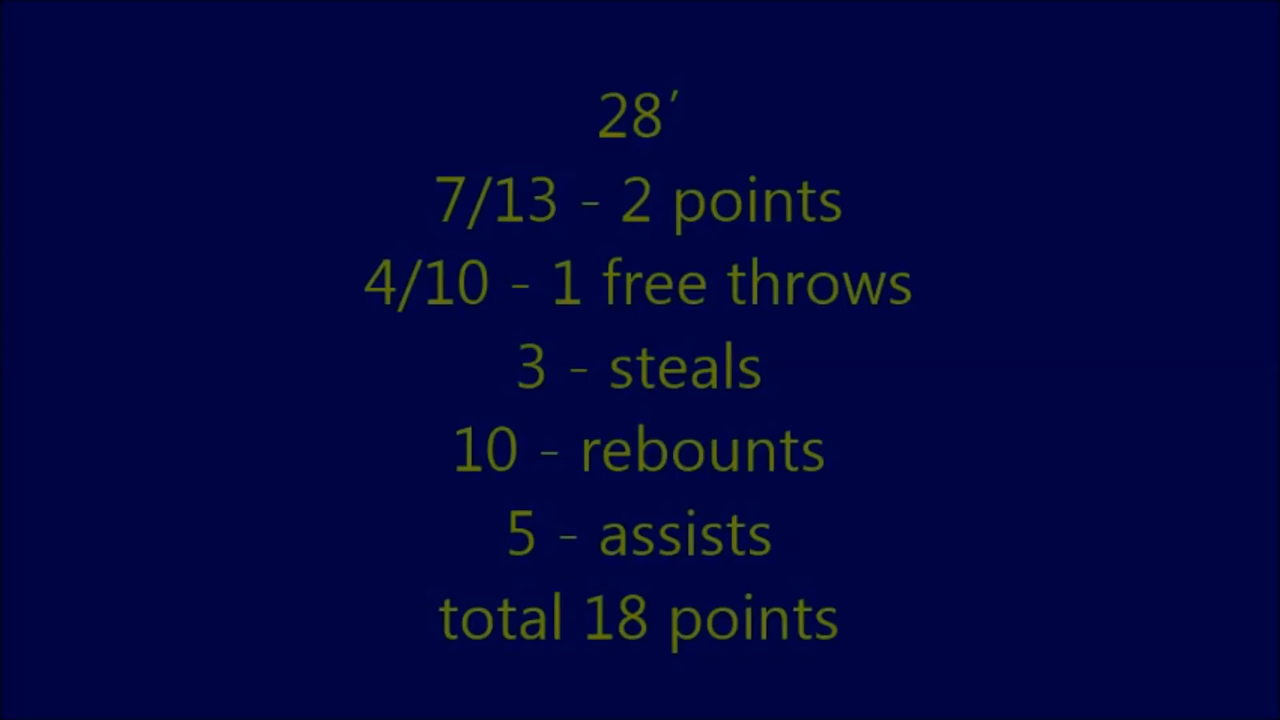 28′
7/13 - 2 points
4/10 - 1 free throws
3 - steals
10 - rebounts
5 - assists
total 18 points